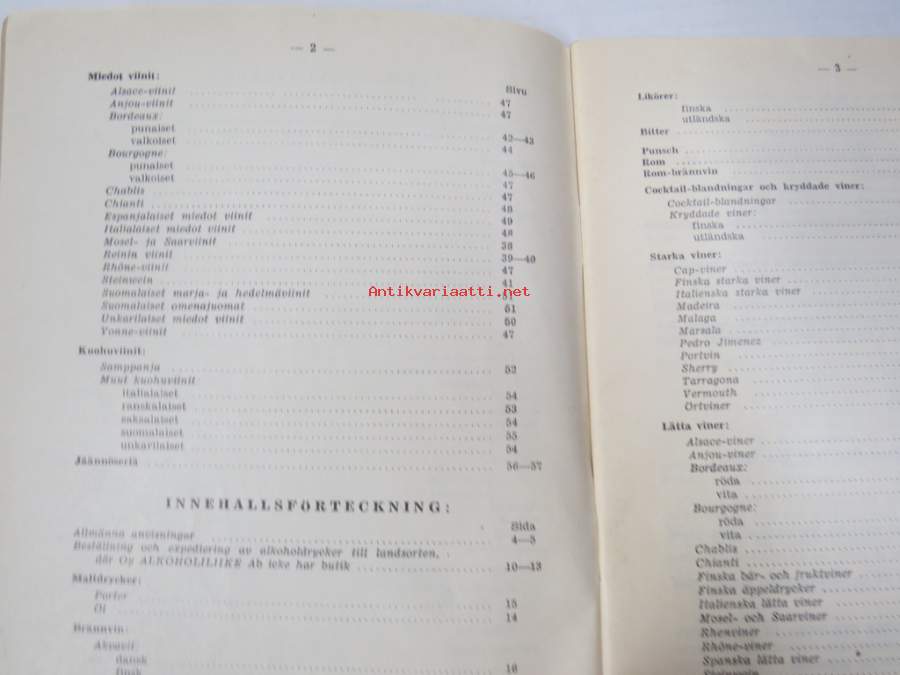 — 2 —
Miedot viinit:
Sivu
Alsace-viinit 47
Anjou-viinit 47
Bordeaux:
punaiset 42—43
valkoiset 44
Bourgogne:
punaiset 45—46
valkoiset 47
Chablis 47
Chianti 48
Espanjalaiset miedot viinit 49
Italialaiset miedot viinit 48
Mosel- ja Saarviinit 38
Reinin viinit 39—40
Rhône-viinit 47
Steinwein 41
Suomalaiset marja- ja hedelmäviinit 51
Suomalaiset omenajuomat 51
Unkarilaiset miedot viinit 50
Yonne-viinit 47
Kuohuviinit:
Samppanja 52
Muut kuohuviinit:
italialaiset 54
ranskalaiset 53
saksalaiset 54
suomalaiset 55
unkarilaiset 54
Jäännöseriä 56—57
INNEHALLSFÖRTECKNING:
Sida
Allmänna anvisningar 4—5
Beställning och expediering av alkoholdrycker till landsorten,
där Oy ALKOHOLILIIKE Ab icke har butik 10—13
Maltdrycker:
Porter 15
Öl 14
Brännvin:
Akvavit:
dansk 16
finsk
— 3 —
Likörer:
finska
utländska
Bitter
Punsch
Rom
Rom-brännvin
Cocktail-blandningar och kryddade viner:
Cocktail-blandningar
Kryddade viner:
finska
utländska
Starka viner:
Cap-viner
Finska starka viner
Italienska starka viner
Madeira
Malaga
Marsala
Pedro Jimenez
Portvin
Sherry
Tarragona
Vermouth
Örtviner
Lätta viner:
Alsace-viner
Anjou-viner
Bordeaux:
röda
vita
Bourgogne:
röda
vita
Chablis
Chianti
Finska bär- och fruktviner
Finska äppeldrycker
Italienska lätta viner
Mosel- och Saarviner
Rhenviner
Rhône-viner
Spanska lätta viner
Steinwein
Antikvariaatti.net